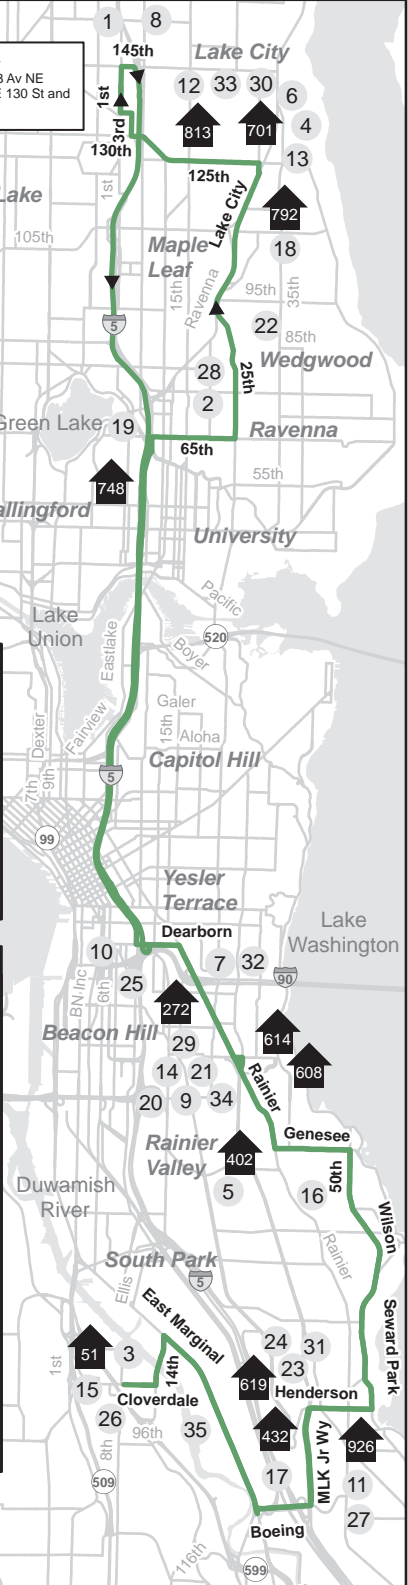 1
8
145th
Lake City
3 Av NE
E 130 St and
12
33
30
6
1st
3rd
813
701
4
130th
13
125th
1st
Lake
792
Lake City
105th
Maple
Leaf
18
15th
Ravenna
95th
35th
5
22
85th
Wedgwood
28
25th
2
Green Lake
19
65th
Ravenna
748
55th
allingford
University
Pacific
Lake
Union
520
Boyer
Eastlake
Galer
15th
Fairview
Aloha
Dexter
Capitol Hill
5
7th
9th
99
Yesler
Terrace
Dearborn
Lake
Washington
10
7
32
25
90
BN Inc
6th
272
Beacon Hill
614
29
608
14
21
Rainier
20
9
34
Genesee
Rainier
Valley
402
50th
5
16
Duwamish
River
Wilson
Rainier
South Park
5
Ellis
East Marginal
Seward Park
24
31
51
3
1st
14th
23
619
15
Henderson
Cloverdale
26
432
96th
35
MLK Jr Wy
926
8th
17
509
11
27
Boeing
116th
599